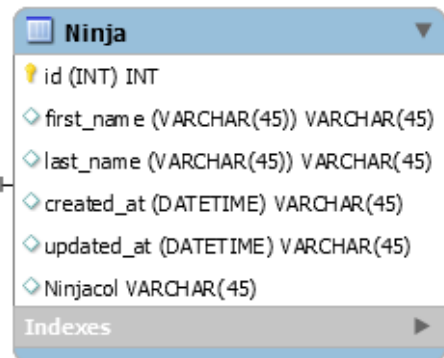 Ninja
id (INT) INT
first_name (VARCHAR(45)) VARCHAR(45)
last_name (VARCHAR(45)) VARCHAR(45)
created_at (DATETIME) VARCHAR(45)
updated_at (DATETIME) VARCHAR(45)
Ninjacol VARCHAR(45)
Indexes